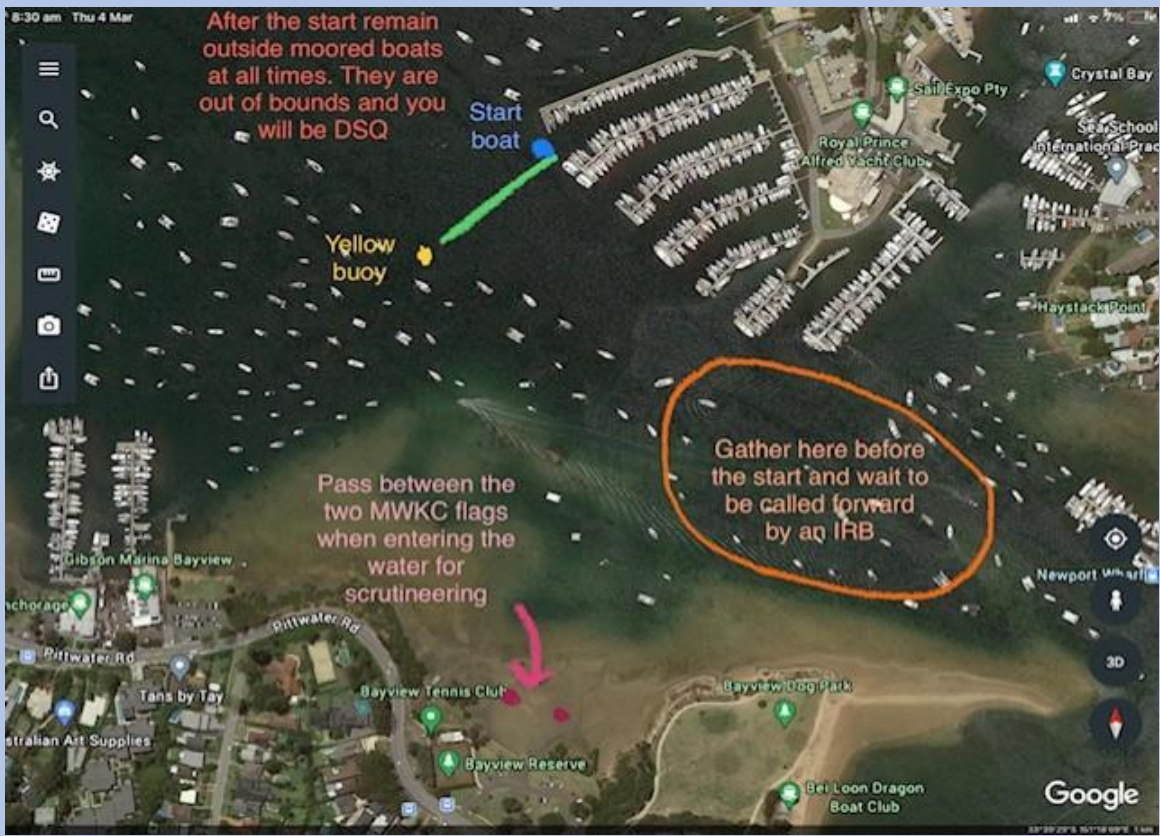 8:30 am Thu 4 Mar
7%
After the start remain
outside moored boats
at all times. They are
out of bounds and you
will be DSQ
Start
boat
Sail Expo Pty
Crystal Bay
Royal Prince
Alfred Yacht Club
Sea School
International Prac
Yellow
buoy
Haystack Point
Gather here before
the start and wait to
be called forward
by an IRB
Pass between the
two MWKC flags
when entering the
water for
scrutineering
Gibson Marina Bayview
nchorage
Newport Wharf
Pittwater Rd
Pittwater Rd
3D
Tans by Tay
Bayview Tennis Club
Bayview Dog Park
stralian Art Supplies
Bayview Reserve
Bei Loon Dragon
Boat Club
Google